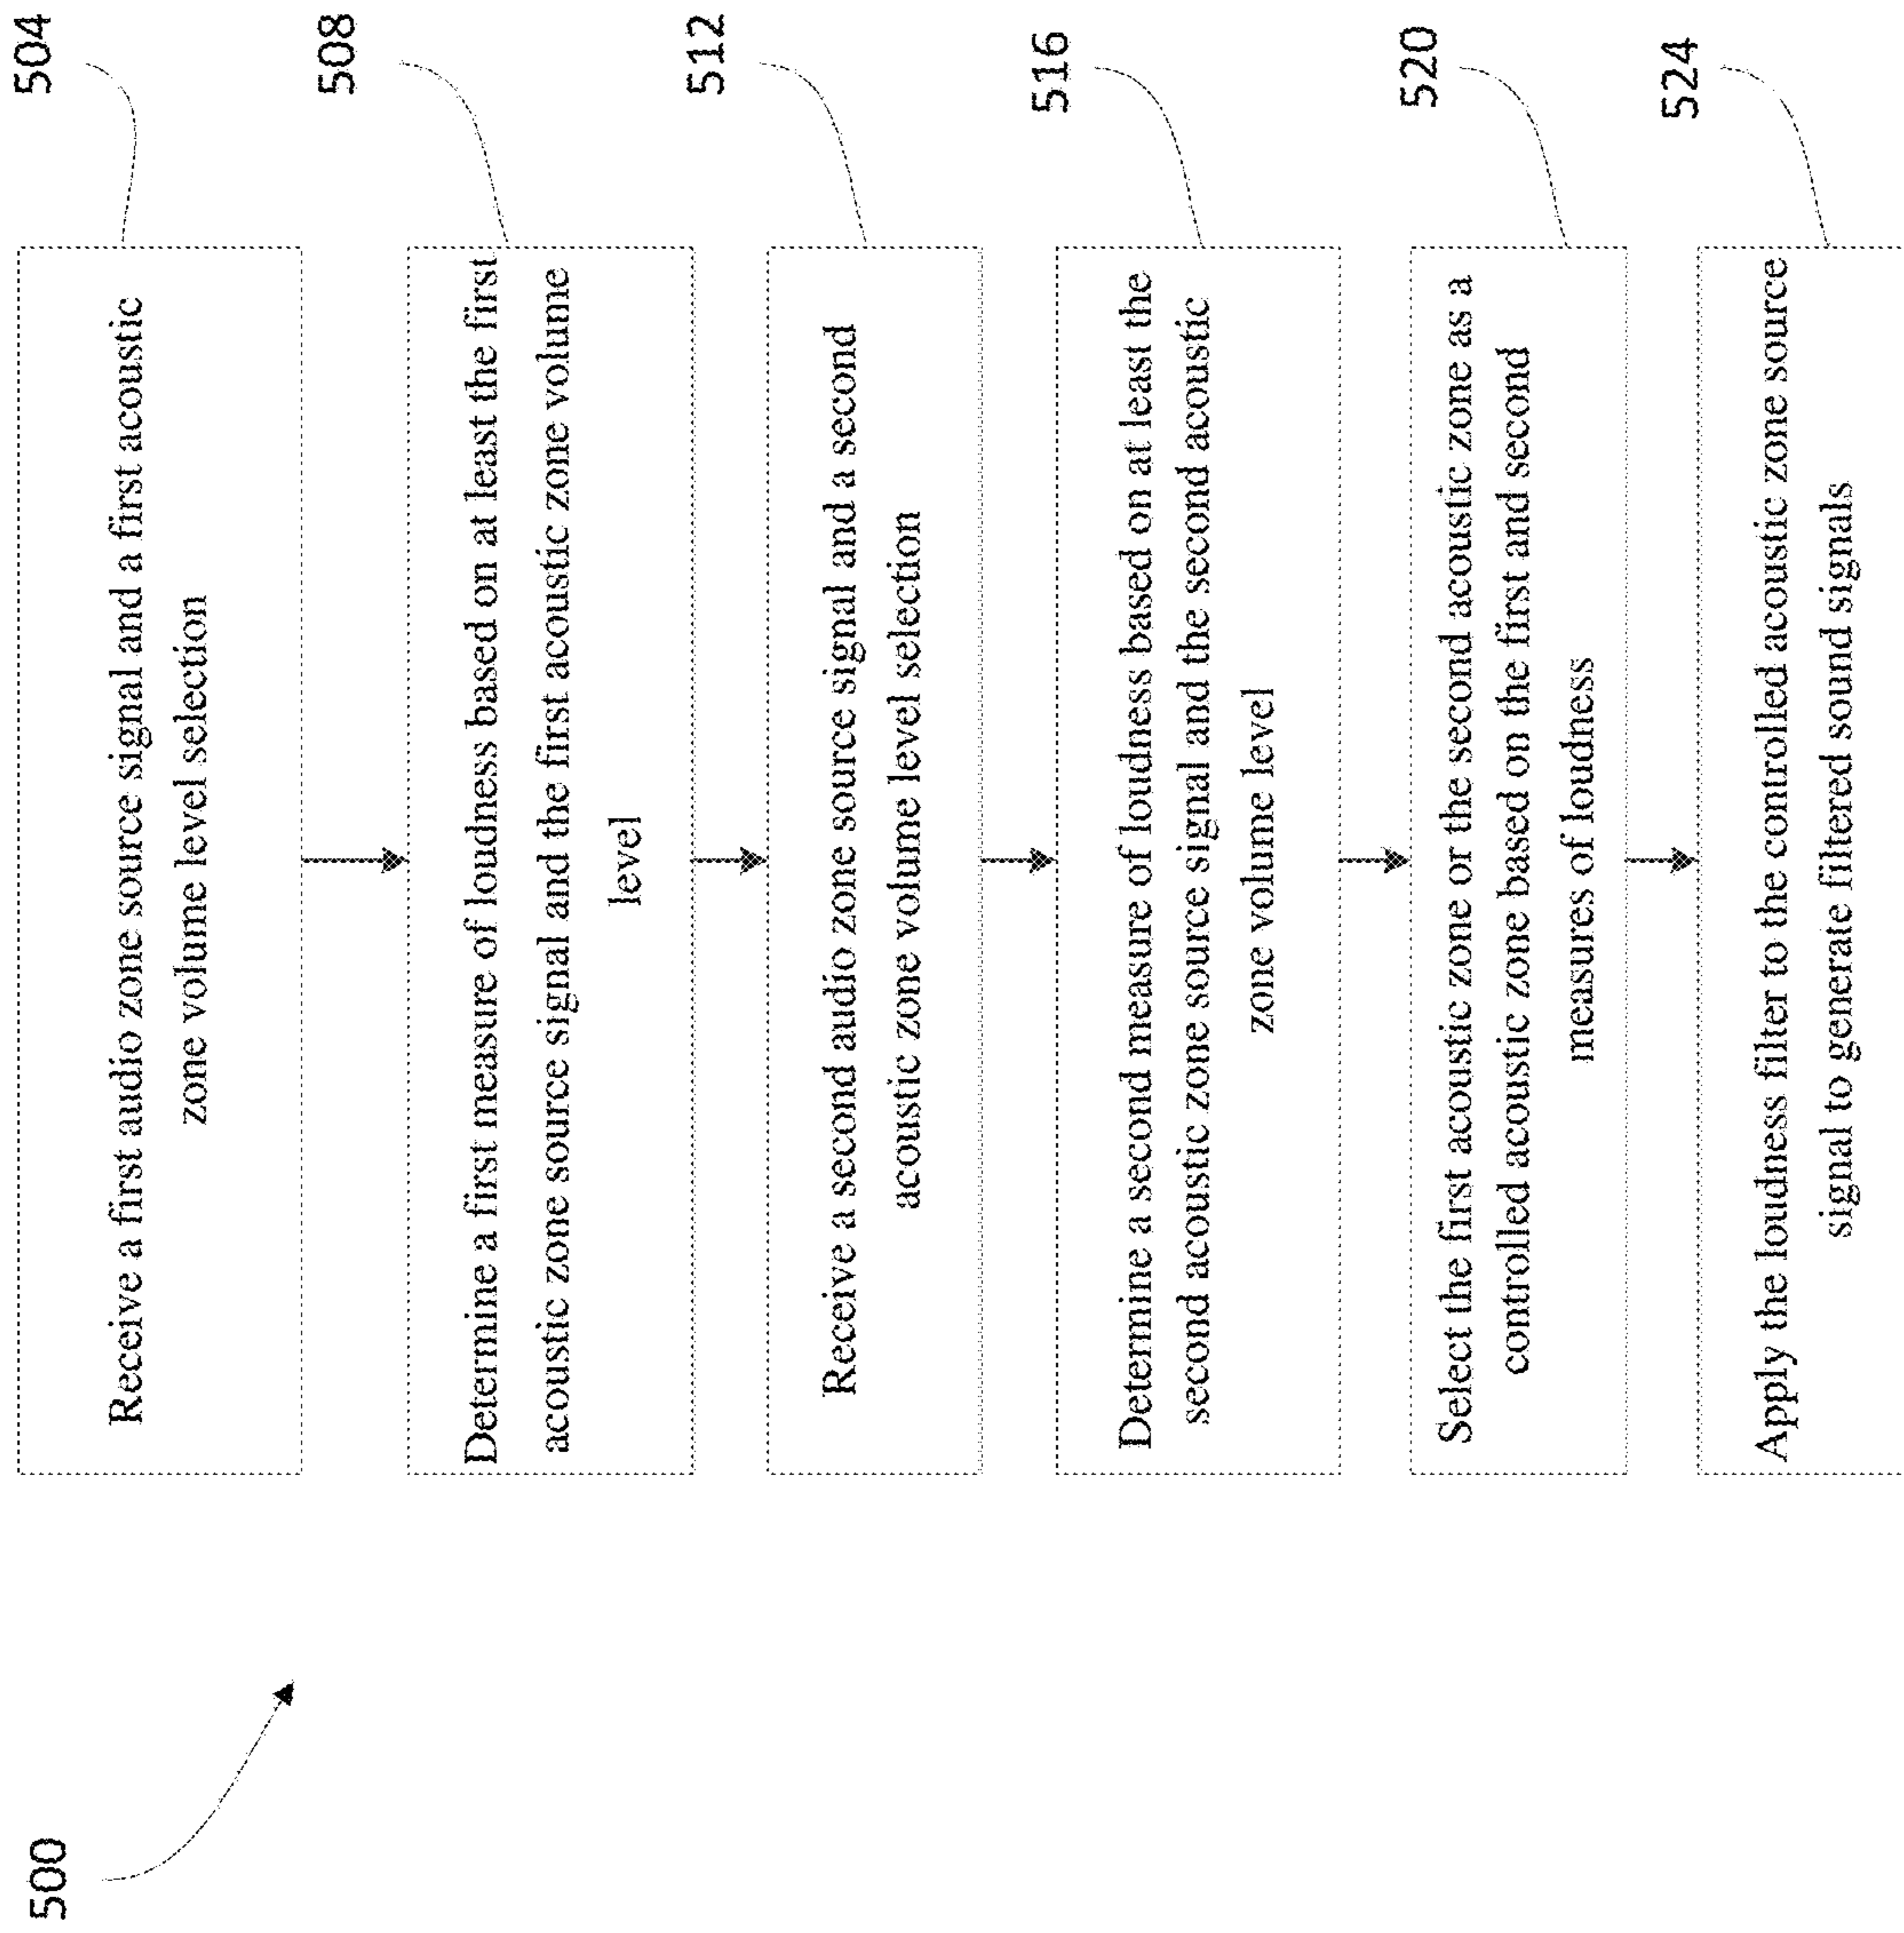 500
504
Receive a first audio zone source signal and a first acoustic
zone volume level selection
508
Determine a first measure of loudness based on at least the first
acoustic zone source signal and the first acoustic zone volume
level
512
Receive a second audio zone source signal and a second
acoustic zone volume level selection
516
Determine a second measure of loudness based on at least the
second acoustic zone source signal and the second acoustic
zone volume level
520
Select the first acoustic zone or the second acoustic zone as a
controlled acoustic zone based on the first and second
measures of loudness
524
Apply the loudness filter to the controlled acoustic zone source
signal to generate filtered sound signals